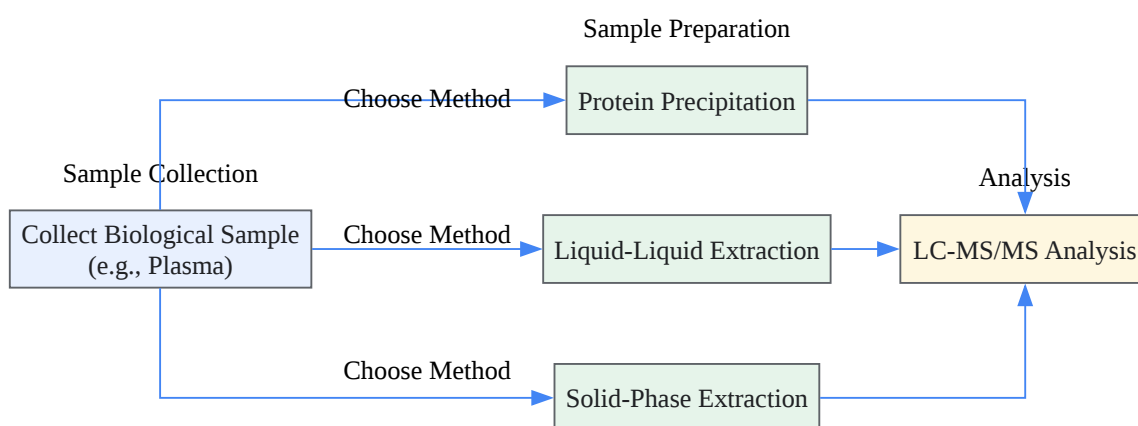 Sample Preparation
Choose Method
Protein Precipitation
Sample Collection
Analysis
Collect Biological Sample
(e.g., Plasma)
Choose Method
Liquid-Liquid Extraction
LC-MS/MS Analysis
Choose Method
Solid-Phase Extraction